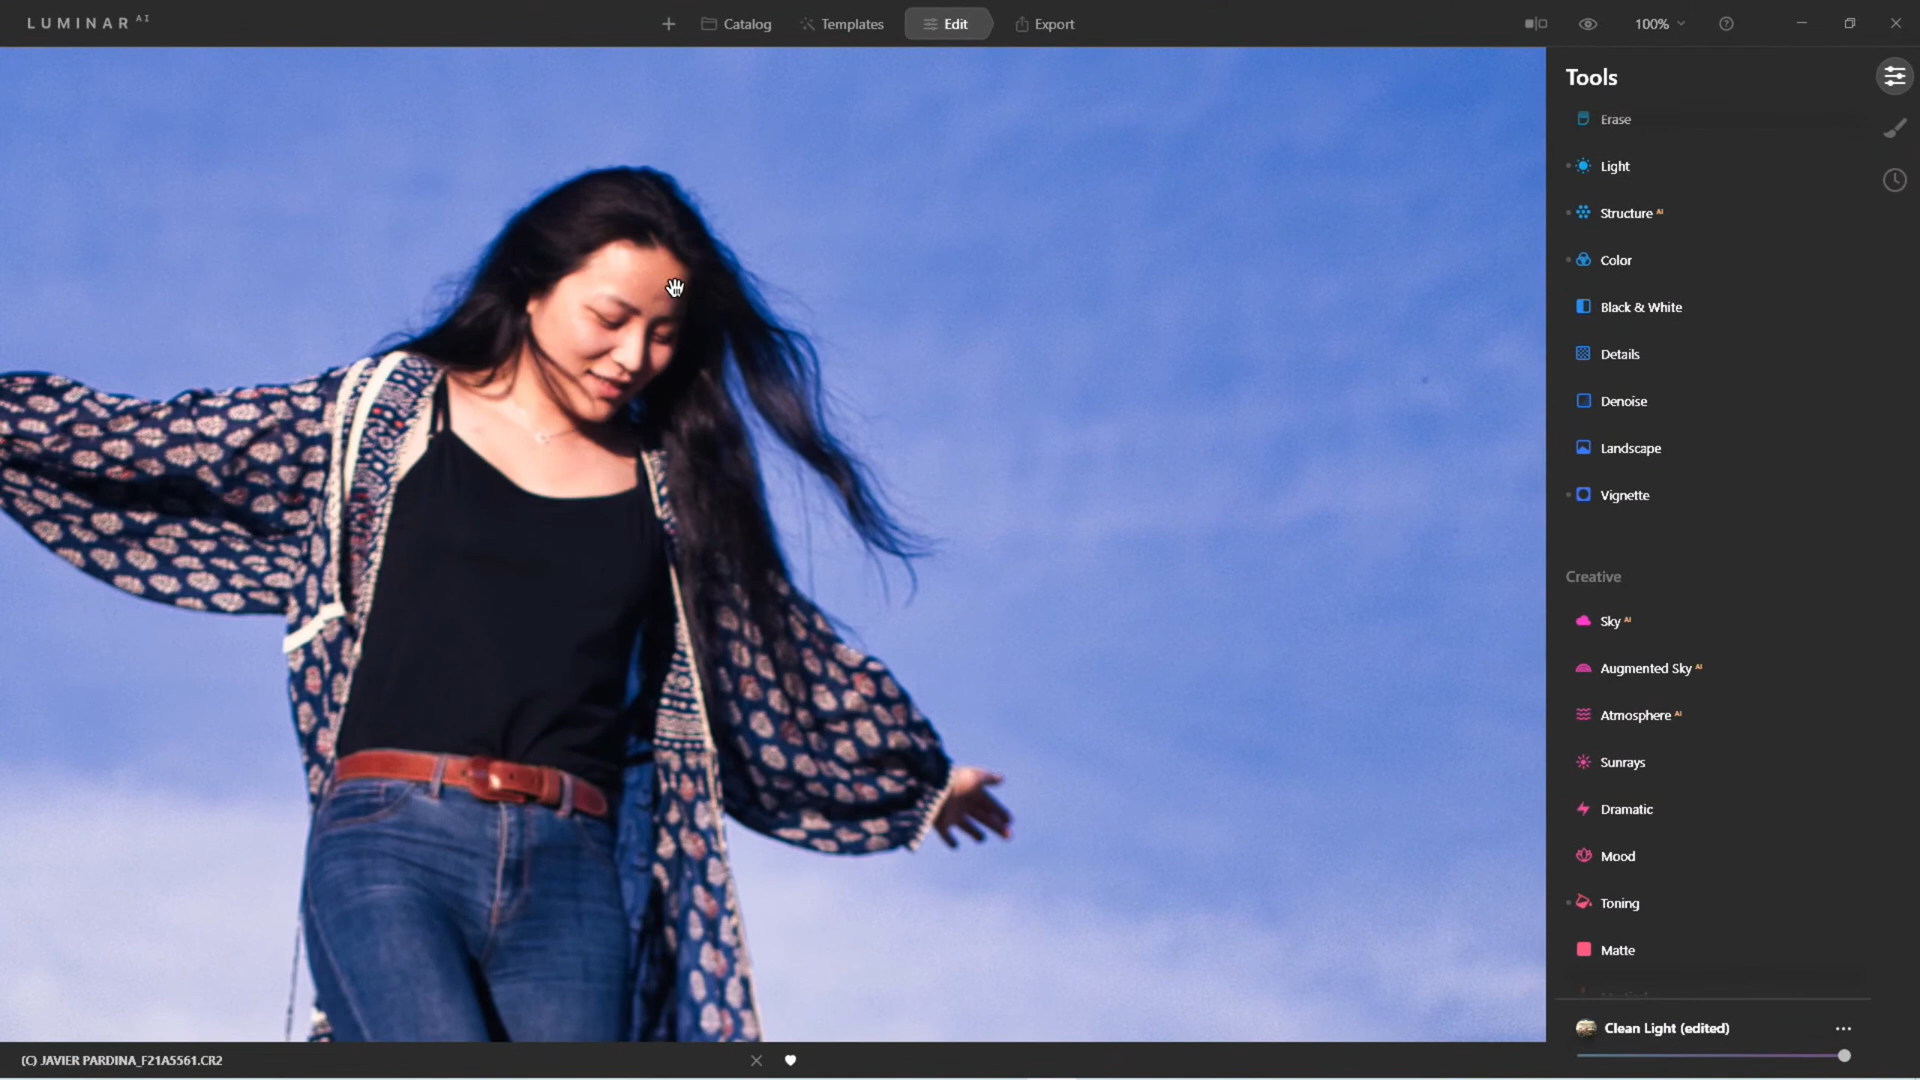 LUMINAR AI
Catalog
Templates
Edit
Export
100%
Tools
Erase
Light
Structure AI
Color
Black & White
Details
Denoise
Landscape
Vignette
Creative
Sky AI
Augmented Sky AI
Atmosphere AI
Sunrays
Dramatic
Mood
Toning
Matte
Clean Light (edited)
(C) JAVIER PARDINA_F21A5561.CR2